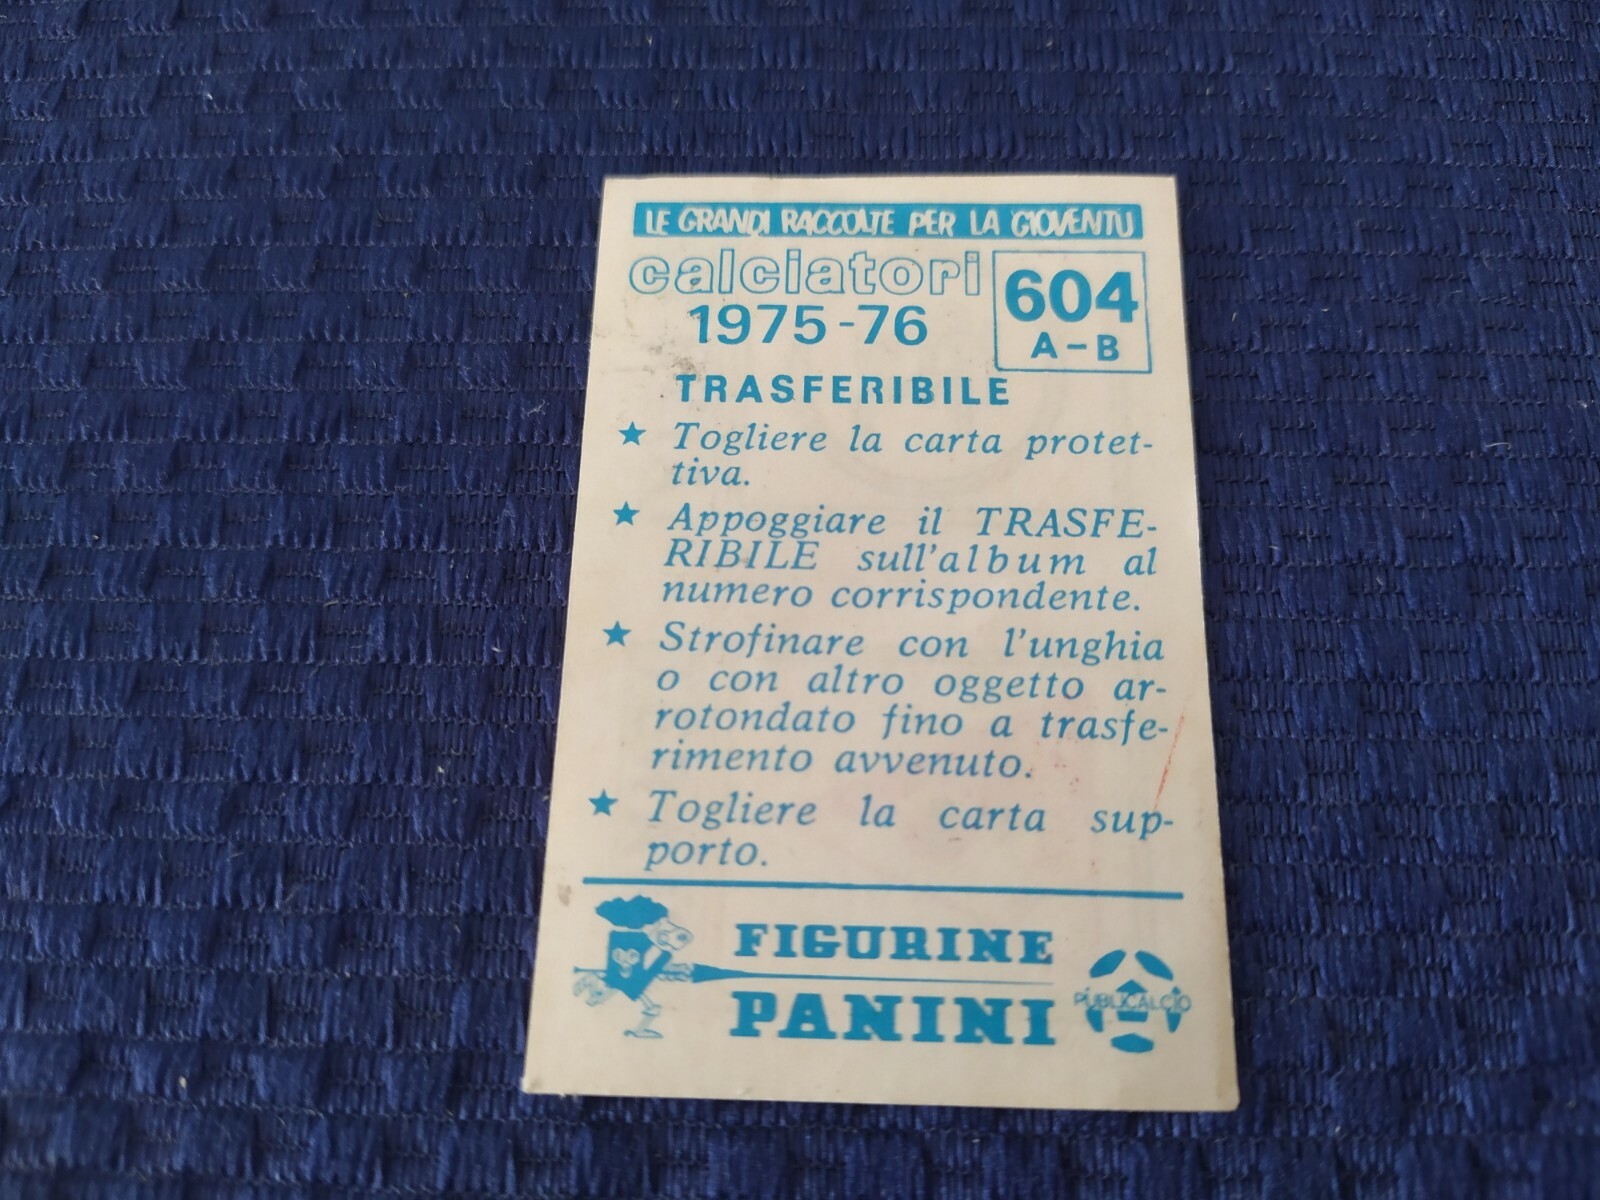 LE GRANDI RACCOLTE PER LA GIOVENTÙ
calciatori
1975-76
604
A-B
TRASFERIBILE
★ Togliere la carta protet-
tiva.
★ Appoggiare il TRASFE-
RIBILE sull'album al
numero corrispondente.
★ Strofinare con l'unghia
o con altro oggetto ar-
rotondato fino a trasfe-
rimento avvenuto.
★ Togliere la carta sup-
porto.
FIGURINE
PANINI
PUBLICALCIO